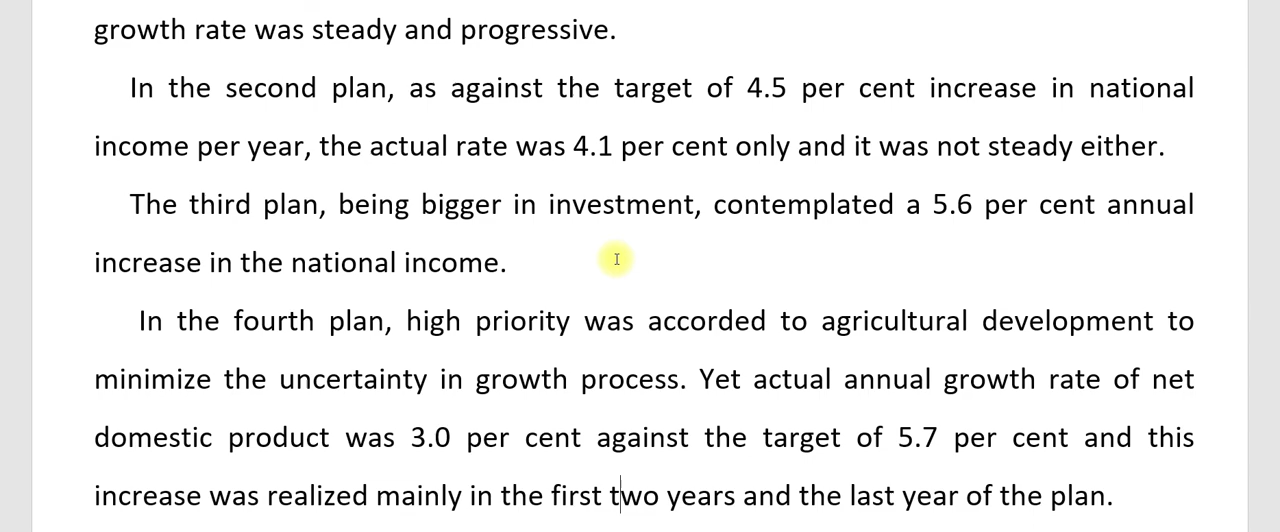 growth rate was steady and progressive.
In the second plan, as against the target of 4.5 per cent increase in national
income per year, the actual rate was 4.1 per cent only and it was not steady either.
The third plan, being bigger in investment, contemplated a 5.6 per cent annual
increase in the national income.
In the fourth plan, high priority was accorded to agricultural development to
minimize the uncertainty in growth process. Yet actual annual growth rate of net
domestic product was 3.0 per cent against the target of 5.7 per cent and this
increase was realized mainly in the first two years and the last year of the plan.